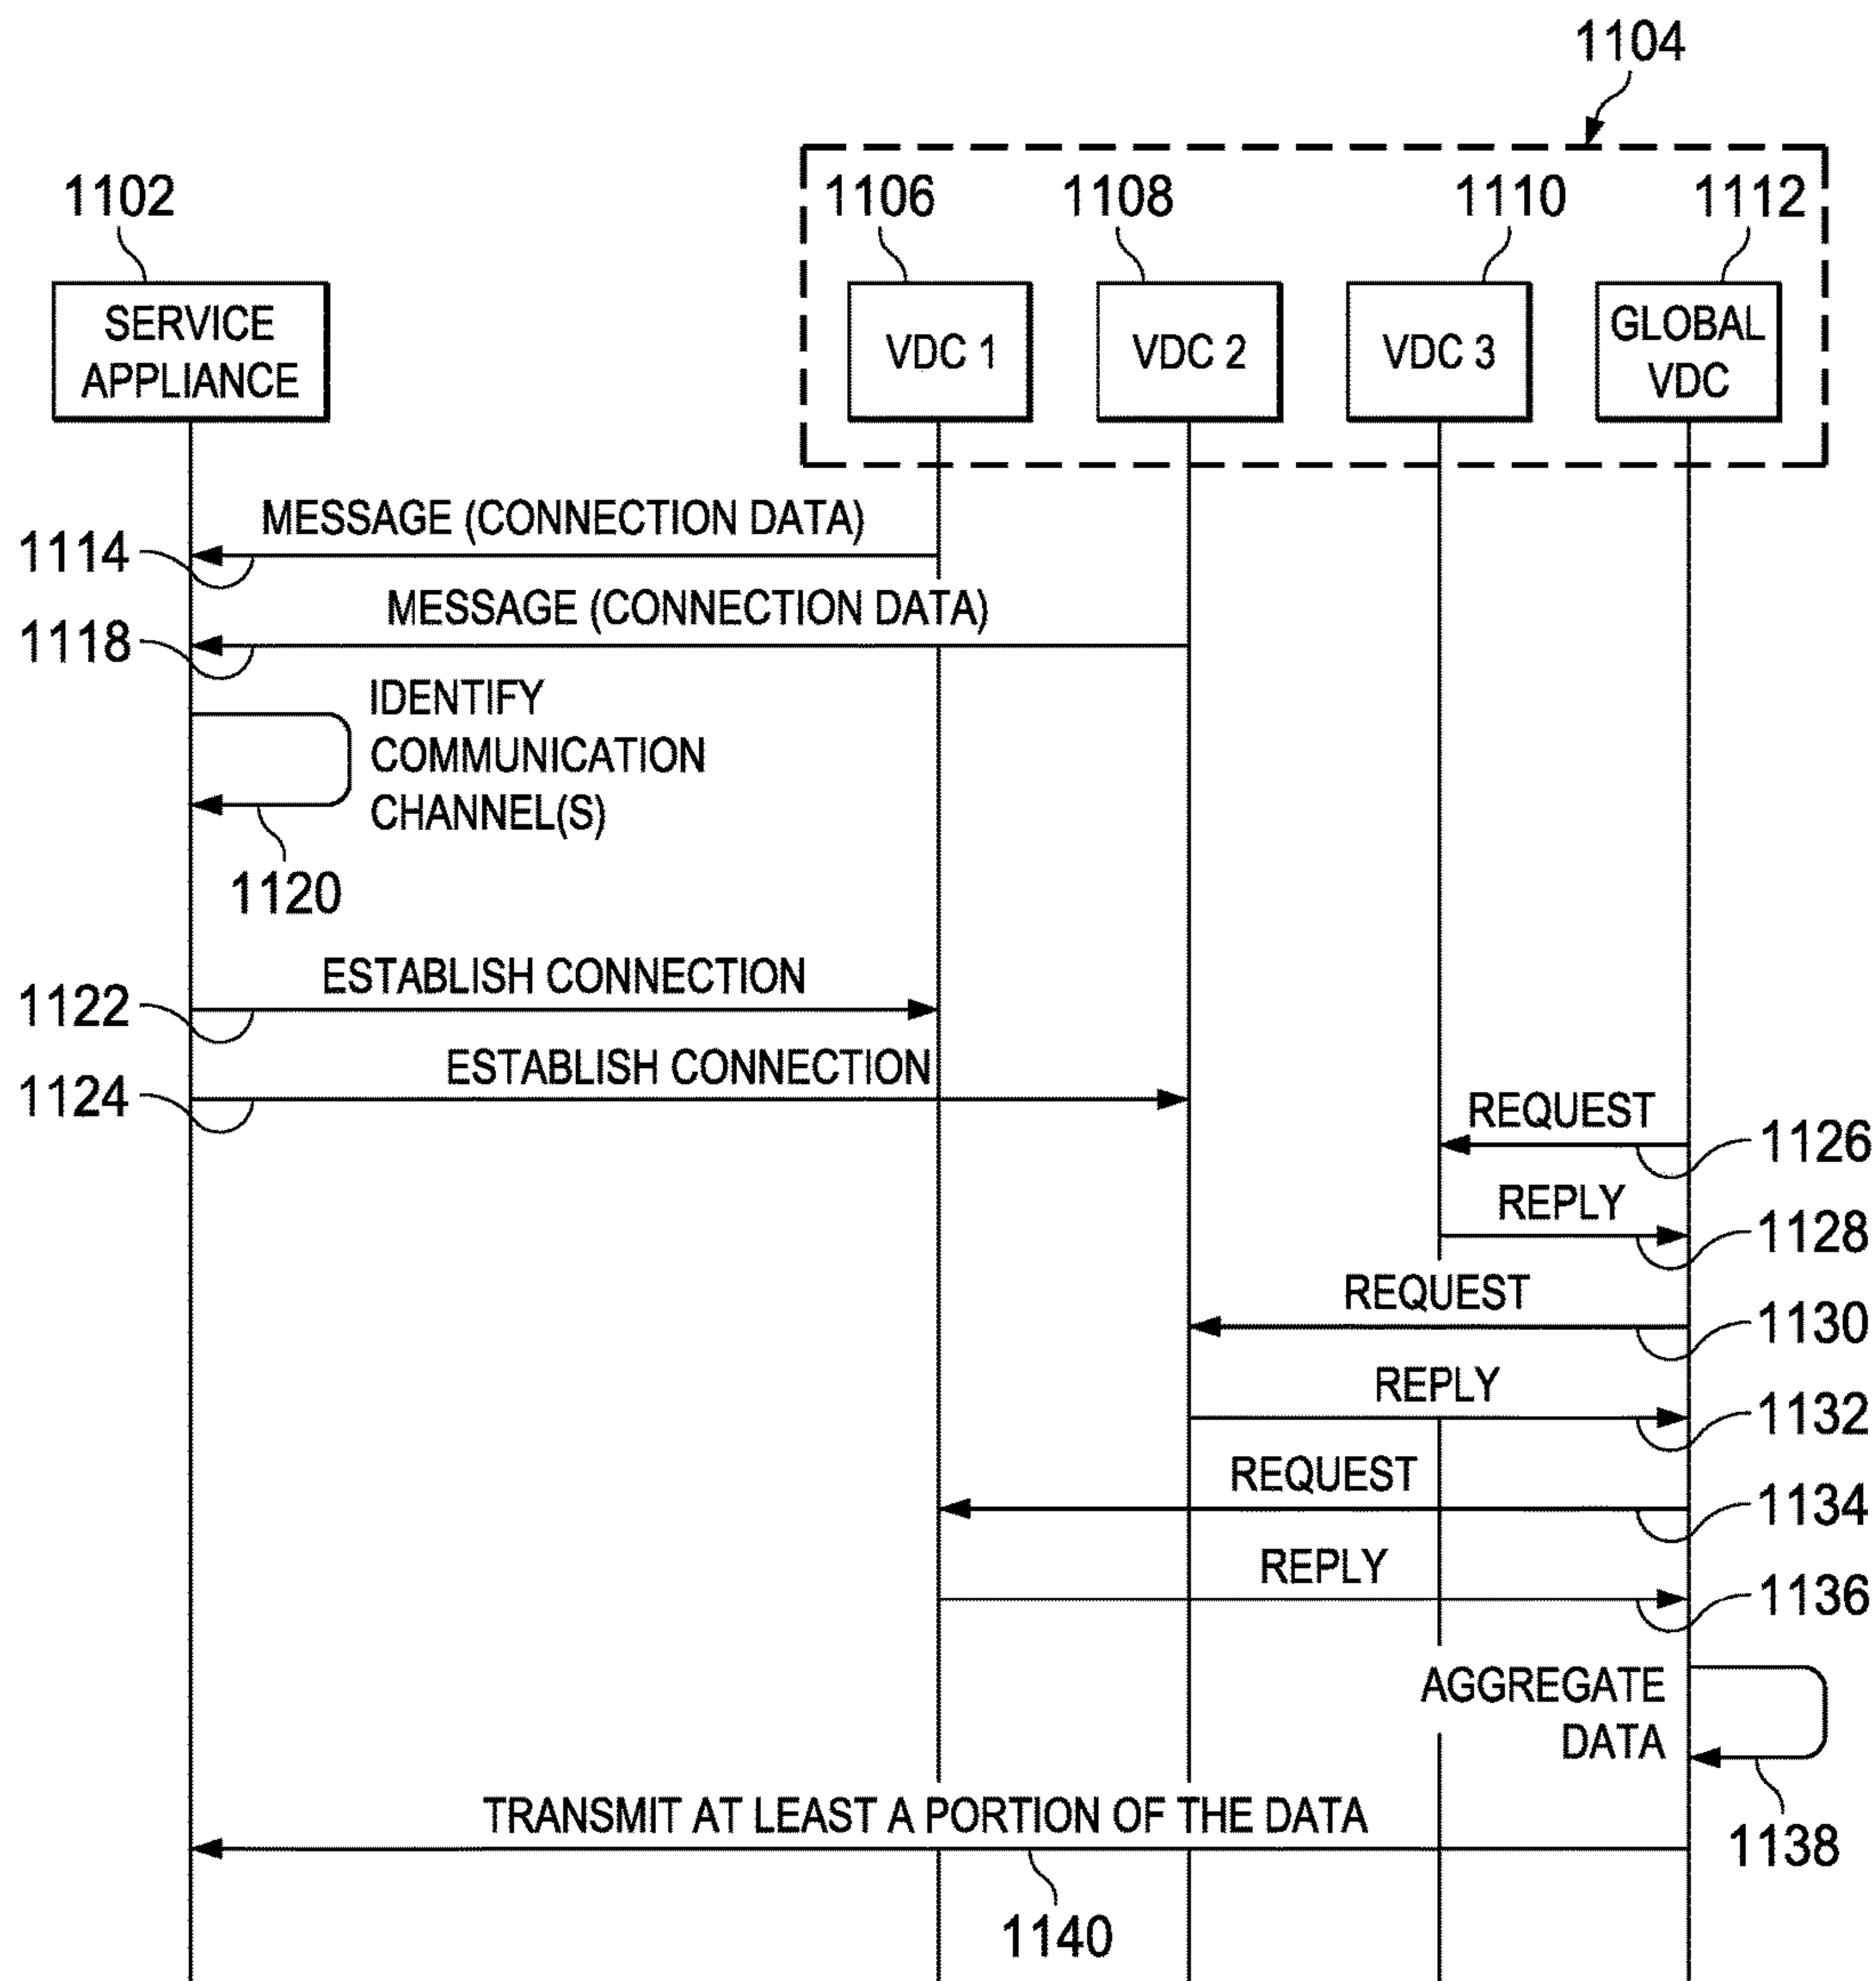 1104
1102
1106
1108
1110
1112
SERVICE
APPLIANCE
VDC 1
VDC 2
VDC 3
GLOBAL
VDC
MESSAGE (CONNECTION DATA)
1114
MESSAGE (CONNECTION DATA)
1118
IDENTIFY
COMMUNICATION
CHANNEL(S)
1120
ESTABLISH CONNECTION
1122
ESTABLISH CONNECTION
1124
REQUEST
1126
REPLY
1128
REQUEST
1130
REPLY
1132
REQUEST
1134
REPLY
1136
AGGREGATE
DATA
1138
TRANSMIT AT LEAST A PORTION OF THE DATA
1140